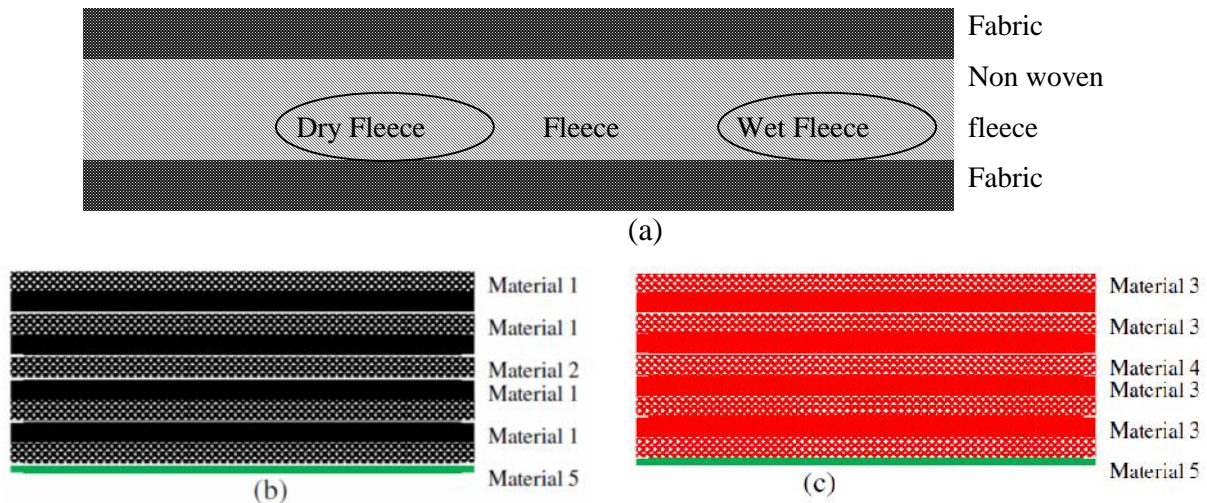 Fabric
Non woven
Dry Fleece Fleece Wet Fleece fleece
Fabric
(a)
Material 1
Material 1
Material 2
Material 1
Material 1
Material 5
(b)
Material 3
Material 3
Material 4
Material 3
Material 3
Material 5
(c)